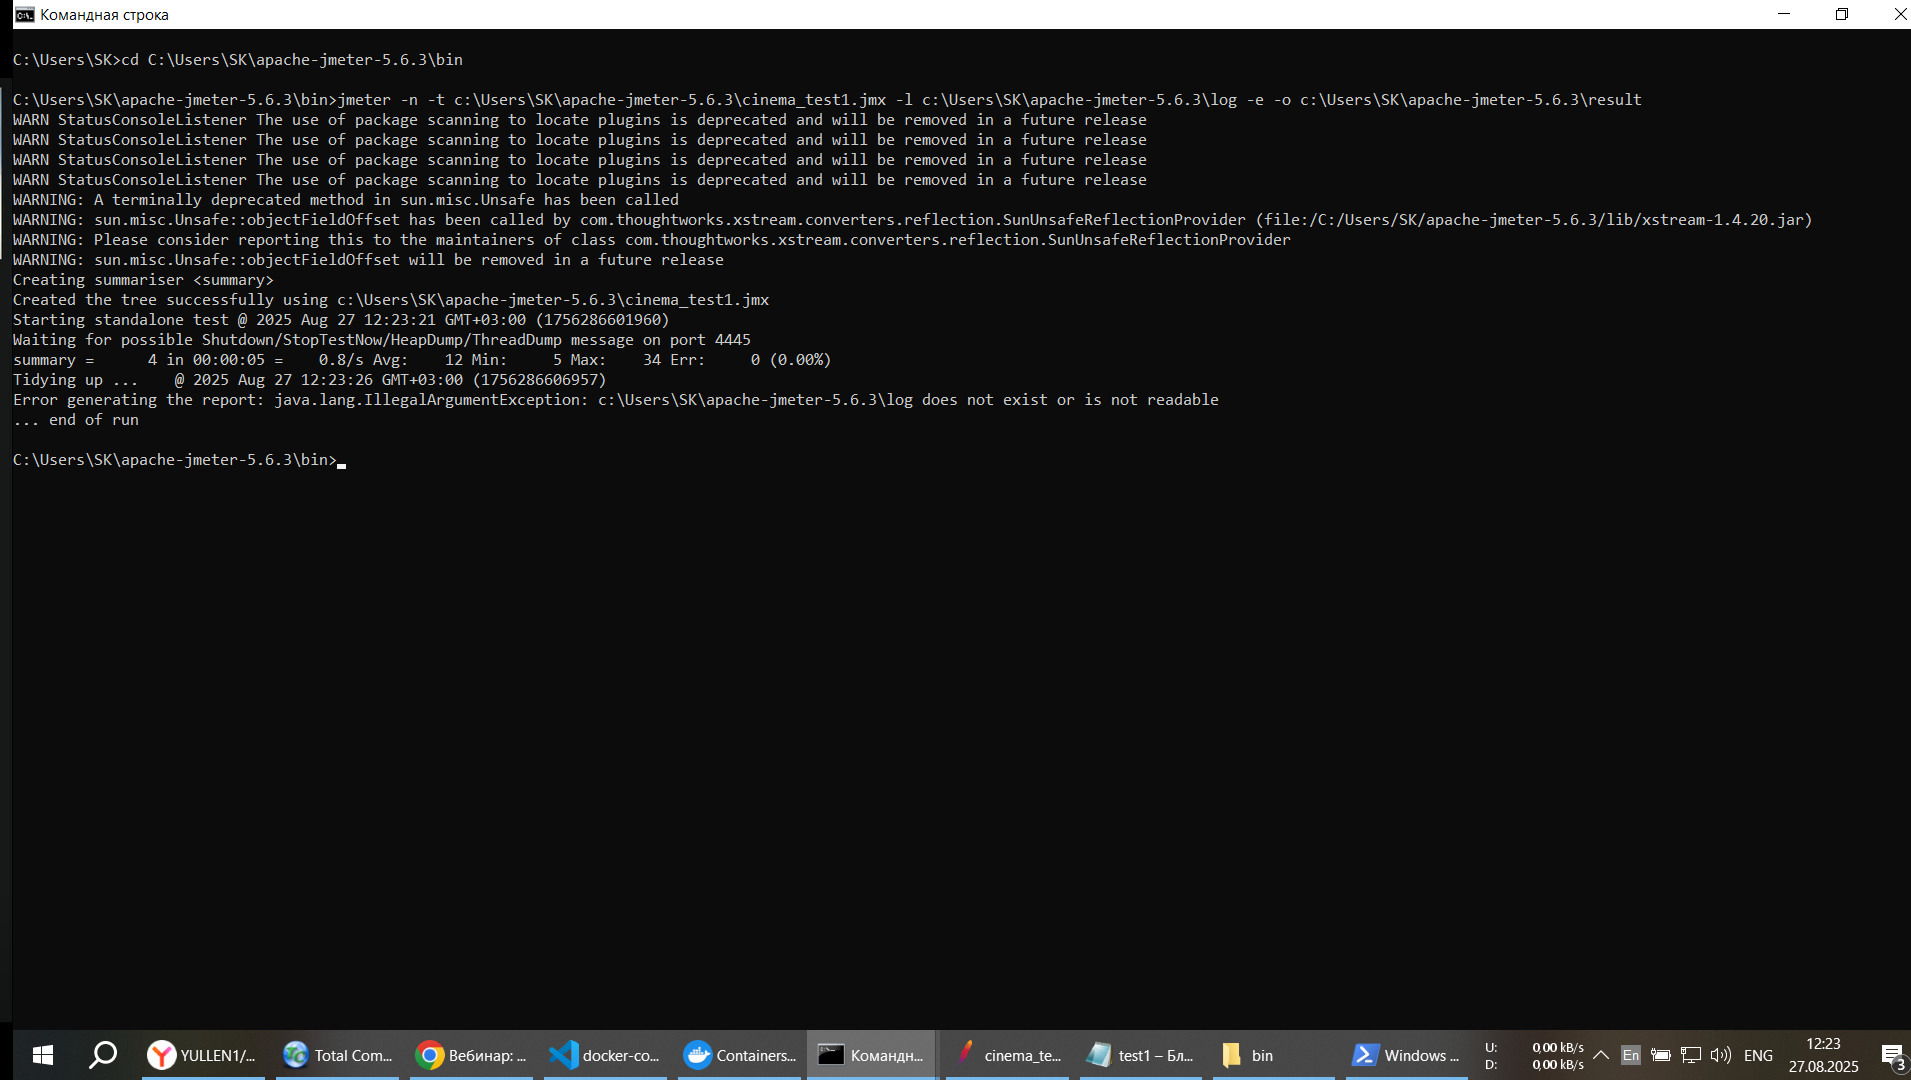 Командная строка
C:\Users\SK>cd C:\Users\SK\apache-jmeter-5.6.3\bin
C:\Users\SK\apache-jmeter-5.6.3\bin>jmeter -n -t c:\Users\SK\apache-jmeter-5.6.3\cinema_test1.jmx -l c:\Users\SK\apache-jmeter-5.6.3\log -e -o c:\Users\SK\apache-jmeter-5.6.3\result
WARN StatusConsoleListener The use of package scanning to locate plugins is deprecated and will be removed in a future release
WARN StatusConsoleListener The use of package scanning to locate plugins is deprecated and will be removed in a future release
WARN StatusConsoleListener The use of package scanning to locate plugins is deprecated and will be removed in a future release
WARN StatusConsoleListener The use of package scanning to locate plugins is deprecated and will be removed in a future release
WARNING: A terminally deprecated method in sun.misc.Unsafe has been called
WARNING: sun.misc.Unsafe::objectFieldOffset has been called by com.thoughtworks.xstream.converters.reflection.SunUnsafeReflectionProvider (file:/C:/Users/SK/apache-jmeter-5.6.3/lib/xstream-1.4.20.jar)
WARNING: Please consider reporting this to the maintainers of class com.thoughtworks.xstream.converters.reflection.SunUnsafeReflectionProvider
WARNING: sun.misc.Unsafe::objectFieldOffset will be removed in a future release
Creating summariser <summary>
Created the tree successfully using c:\Users\SK\apache-jmeter-5.6.3\cinema_test1.jmx
Starting standalone test @ 2025 Aug 27 12:23:21 GMT+03:00 (1756286601960)
Waiting for possible Shutdown/StopTestNow/HeapDump/ThreadDump message on port 4445
summary =      4 in 00:00:05 =    0.8/s Avg:    12 Min:     5 Max:    34 Err:     0 (0.00%)
Tidying up ...    @ 2025 Aug 27 12:23:26 GMT+03:00 (1756286606957)
Error generating the report: java.lang.IllegalArgumentException: c:\Users\SK\apache-jmeter-5.6.3\log does not exist or is not readable
... end of run
C:\Users\SK\apache-jmeter-5.6.3\bin>
YULLEN1/... Total Com... Вебинар: ... docker-co... Containers... Командн... cinema_te... test1 – Бл... bin Windows ... U: 0,00 kB/s En ENG 12:23
D: 0,00 kB/s 27.08.2025 3